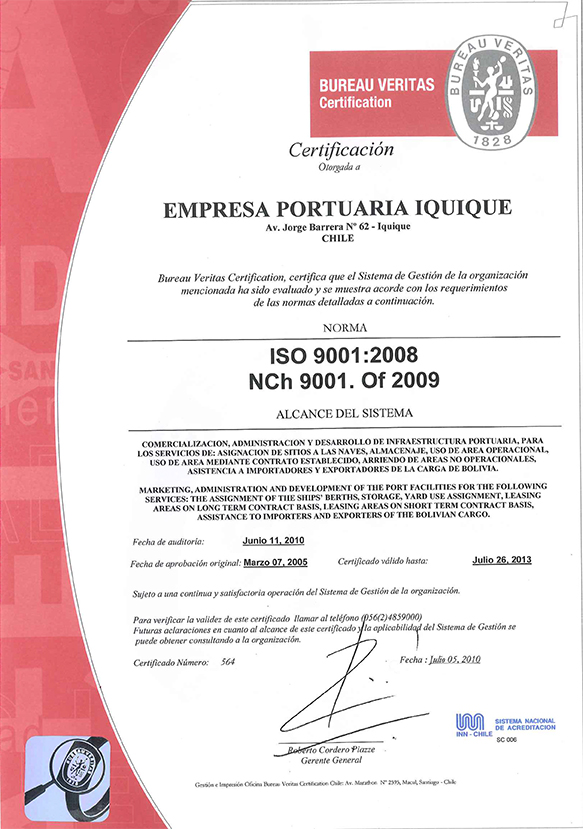 BUREAU VERITAS
Certification
BUREAU VERITAS
1828
Certificación
Otorgada a
EMPRESA PORTUARIA IQUIQUE
Av. Jorge Barrera Nº 62 - Iquique
CHILE
Bureau Veritas Certification, certifica que el Sistema de Gestión de la organización
mencionada ha sido evaluado y se muestra acorde con los requerimientos
de las normas detalladas a continuación.
NORMA
ISO 9001:2008
NCh 9001. Of 2009
ALCANCE DEL SISTEMA
COMERCIALIZACION, ADMINISTRACION Y DESARROLLO DE INFRAESTRUCTURA PORTUARIA, PARA
LOS SERVICIOS DE: ASIGNACION DE SITIOS A LAS NAVES, ALMACENAJE, USO DE AREA OPERACIONAL,
USO DE AREA MEDIANTE CONTRATO ESTABLECIDO, ARRIENDO DE AREAS NO OPERACIONALES,
ASISTENCIA A IMPORTADORES Y EXPORTADORES DE LA CARGA DE BOLIVIA.
MARKETING, ADMINISTRATION AND DEVELOPMENT OF THE PORT FACILITIES FOR THE FOLLOWING
SERVICES: THE ASSIGNMENT OF THE SHIPS' BERTHS, STORAGE, YARD USE ASSIGNMENT, LEASING
AREAS ON LONG TERM CONTRACT BASIS, LEASING AREAS ON SHORT TERM CONTRACT BASIS,
ASSISTANCE TO IMPORTERS AND EXPORTERS OF THE BOLIVIAN CARGO.
Fecha de auditoría: Junio 11, 2010
Fecha de aprobación original: Marzo 07, 2005 Certificado válido hasta: Julio 26, 2013
Sujeto a una continua y satisfactoria operación del Sistema de Gestión de la organización.
Para verificar la validez de este certificado llamar al teléfono (056(2)4859000)
Futuras aclaraciones en cuanto al alcance de este certificado y la aplicabilidad del Sistema de Gestión se
puede obtener consultando a la organización.
Certificado Número: 564 Fecha : Julio 05, 2010
INN - CHILE
SISTEMA NACIONAL
DE ACREDITACION
SC 006
Roberto Cordero Piazze
Gerente General
Gestión e Impresión Oficina Bureau Veritas Certification Chile: Av. Marathon Nº 2595, Macul, Santiago - Chile